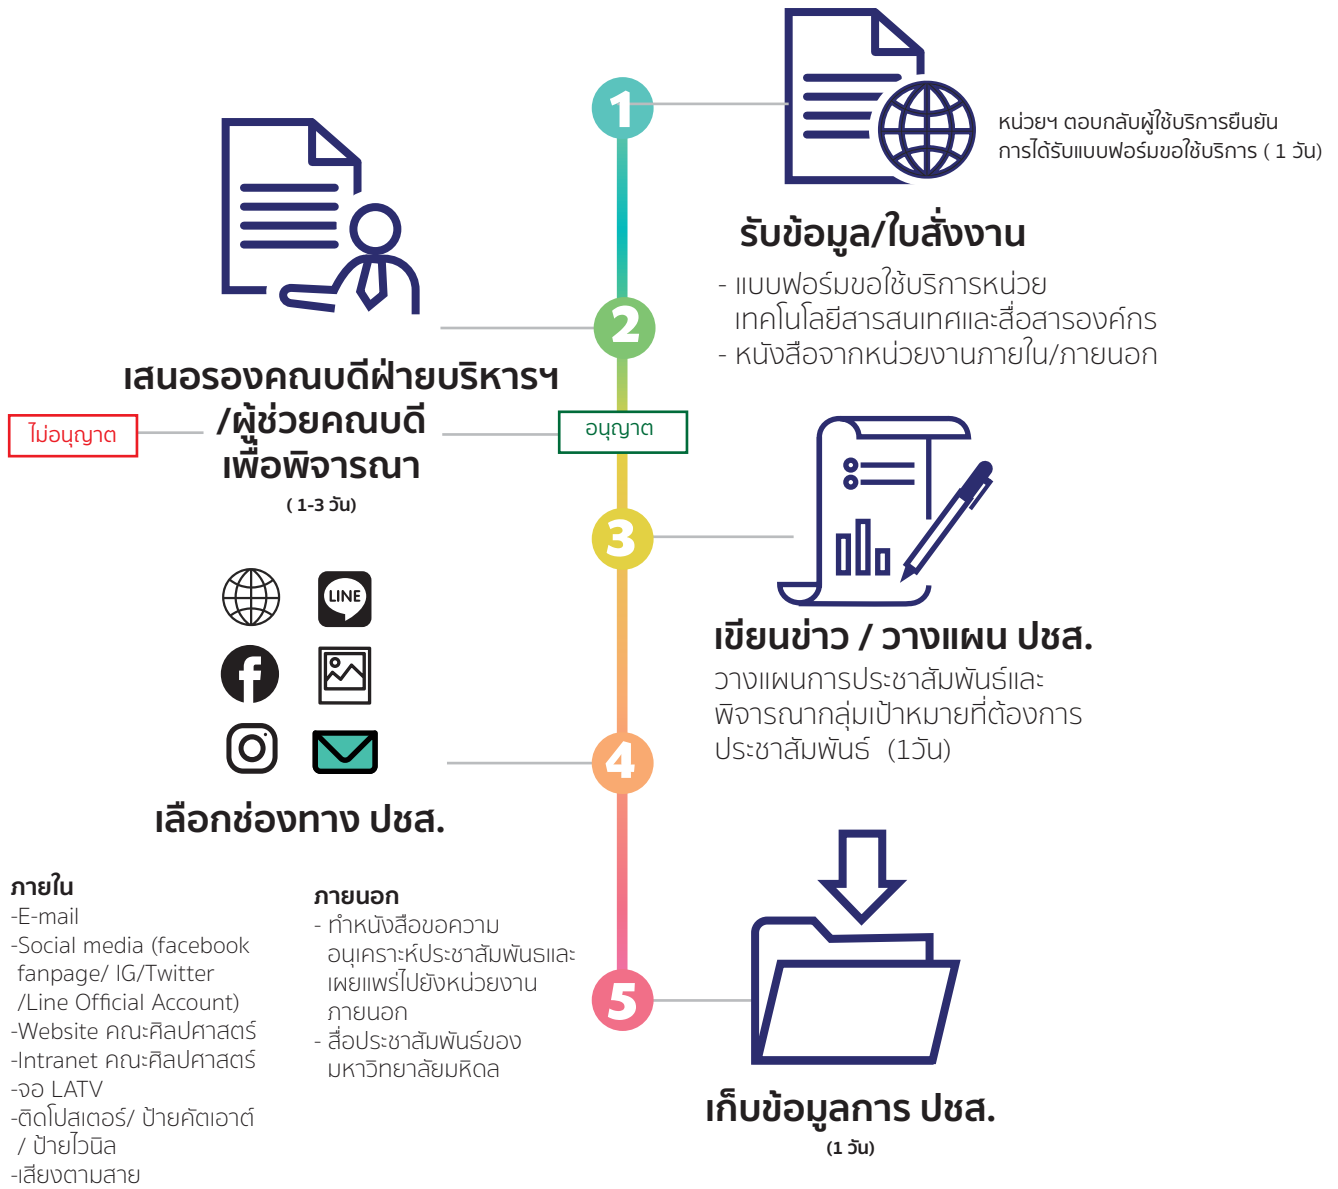 1
หน่วยฯ ตอบกลับผู้ใช้บริการยืนยัน
การได้รับแบบฟอร์มขอใช้บริการ ( 1 วัน)
รับข้อมูล/ใบสั่งงาน
- แบบฟอร์มขอใช้บริการหน่วย
เทคโนโลยีสารสนเทศและสื่อสารองค์กร
- หนังสือจากหน่วยงานภายใน/ภายนอก
2
เสนอรองคณบดีฝ่ายบริหารฯ
/ผู้ช่วยคณบดี
เพื่อพิจารณา
( 1-3 วัน)
ไม่อนุญาต
อนุญาต
3
เขียนข่าว / วางแผน ปชส.
วางแผนการประชาสัมพันธ์และ
พิจารณากลุ่มเป้าหมายที่ต้องการ
ประชาสัมพันธ์ (1วัน)
LINE
4
เลือกช่องทาง ปชส.
ภายใน
-E-mail
-Social media (facebook
fanpage/ IG/Twitter
/Line Official Account)
-Website คณะศิลปศาสตร์
-Intranet คณะศิลปศาสตร์
-จอ LATV
-ติดโปสเตอร์/ ป้ายคัตเอาต์
/ ป้ายไวนิล
-เสียงตามสาย
ภายนอก
- ทำหนังสือขอความ
อนุเคราะห์ประชาสัมพันธและ
เผยแพร่ไปยังหน่วยงาน
ภายนอก
- สื่อประชาสัมพันธ์ของ
มหาวิทยาลัยมหิดล
5
เก็บข้อมูลการ ปชส.
(1 วัน)